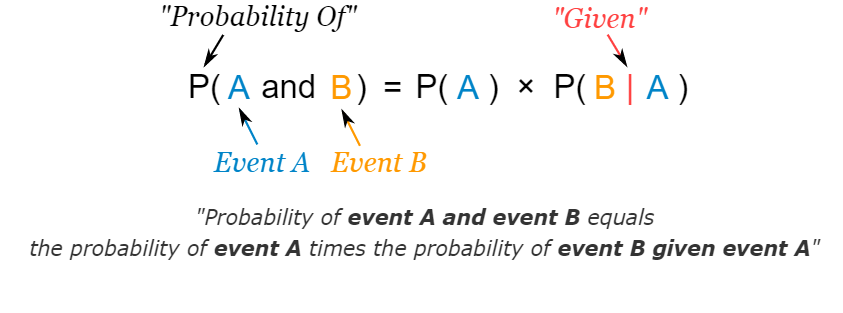 "Probability Of" "Given"
P( A and B ) = P( A ) × P( B | A )
Event A Event B
"Probability of event A and event B equals
the probability of event A times the probability of event B given event A"